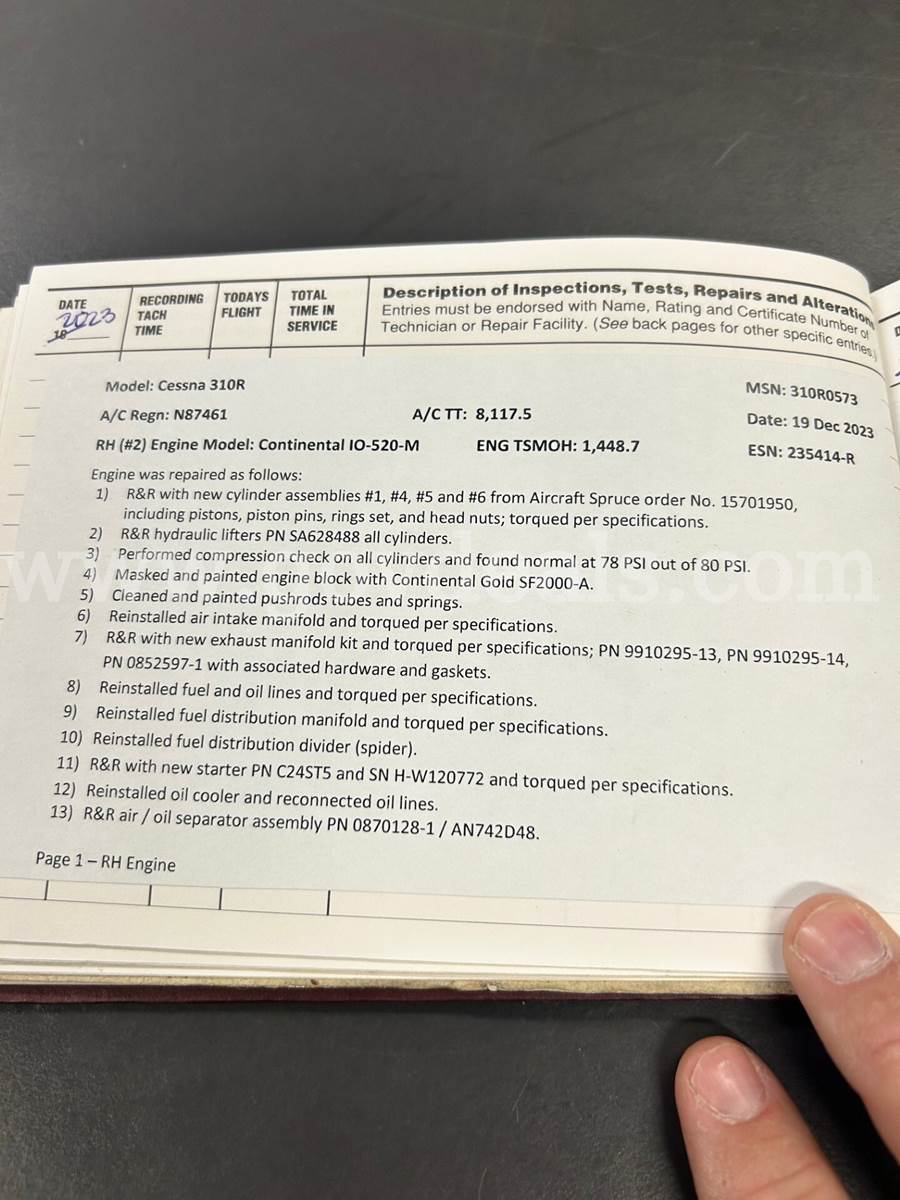 DATE
2023
19
RECORDING
TACH
TIME
TODAYS
FLIGHT
TOTAL
TIME IN
SERVICE
Description of Inspections, Tests, Repairs and Alterations
Entries must be endorsed with Name, Rating and Certificate Number of
Technician or Repair Facility. (See back pages for other specific entries.)
Model: Cessna 310R
MSN: 310R0573
A/C Regn: N87461
A/C TT: 8,117.5
Date: 19 Dec 2023
RH (#2) Engine Model: Continental IO-520-M
ENG TSMOH: 1,448.7
ESN: 235414-R
Engine was repaired as follows:
1) R&R with new cylinder assemblies #1, #4, #5 and #6 from Aircraft Spruce order No. 15701950,
including pistons, piston pins, rings set, and head nuts; torqued per specifications.
2) R&R hydraulic lifters PN SA628488 all cylinders.
3) Performed compression check on all cylinders and found normal at 78 PSI out of 80 PSI.
4) Masked and painted engine block with Continental Gold SF2000-A.
5) Cleaned and painted pushrods tubes and springs.
6) Reinstalled air intake manifold and torqued per specifications.
7) R&R with new exhaust manifold kit and torqued per specifications; PN 9910295-13, PN 9910295-14,
PN 0852597-1 with associated hardware and gaskets.
8) Reinstalled fuel and oil lines and torqued per specifications.
9) Reinstalled fuel distribution manifold and torqued per specifications.
10) Reinstalled fuel distribution divider (spider).
11) R&R with new starter PN C24ST5 and SN H-W120772 and torqued per specifications.
12) Reinstalled oil cooler and reconnected oil lines.
13) R&R air / oil separator assembly PN 0870128-1 / AN742D48.
Page 1 – RH Engine